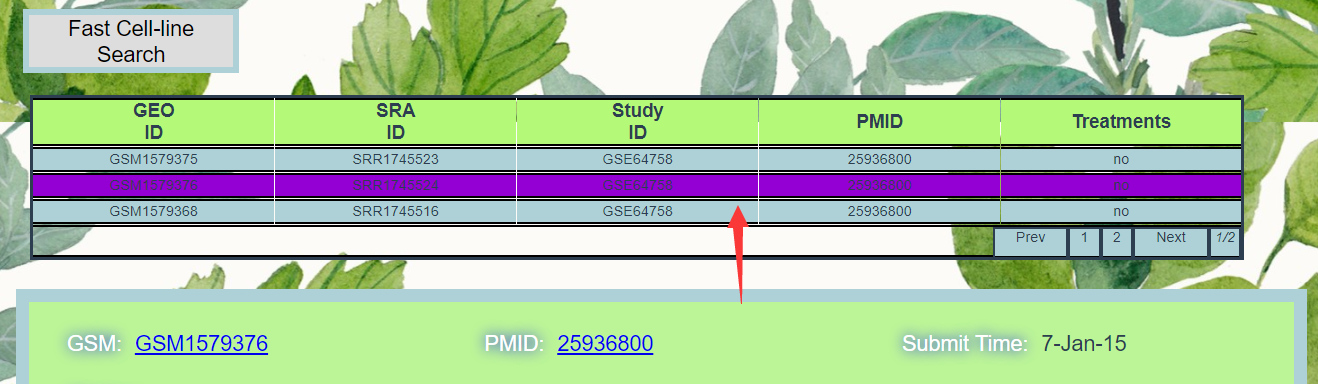 Fast Cell-line
Search
GEO ID SRA ID Study ID PMID Treatments
GSM1579375 SRR1745523 GSE64758 25936800 no
GSM1579376 SRR1745524 GSE64758 25936800 no
GSM1579368 SRR1745516 GSE64758 25936800 no
Prev 1 2 Next 1/2
GSM: GSM1579376 PMID: 25936800 Submit Time: 7-Jan-15